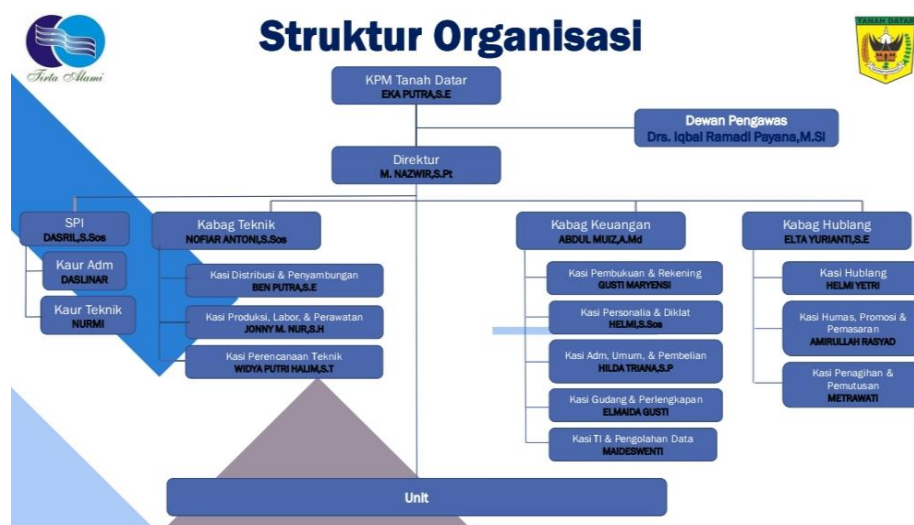 Struktur Organisasi
Tirta Alami
TANAH DATAR
KPM Tanah Datar
EKA PUTRA,S.E
Dewan Pengawas
Drs. Iqbal Ramadi Payana,M.Si
Direktur
M. NAZWIR,S.Pt
SPI
DASRIL,S.Sos
Kaur Adm
DASLINAR
Kaur Teknik
NURMI
Kabag Teknik
NOFIAR ANTONI,S.Sos
Kasi Distribusi & Penyambungan
BEN PUTRA,S.E
Kasi Produksi, Labor, & Perawatan
JONNY M. NUR,S.H
Kasi Perencanaan Teknik
WIDYA PUTRI HALIM,S.T
Kabag Keuangan
ABDUL MUIZ,A.Md
Kasi Pembukuan & Rekening
GUSTI MARYENSI
Kasi Personalia & Diklat
HELMI,S.Sos
Kasi Adm, Umum, & Pembelian
HILDA TRIANA,S.P
Kasi Gudang & Perlengkapan
ELMAIDA GUSTI
Kasi TI & Pengolahan Data
MAIDESWENTI
Kabag Hublang
ELTA YURIANTI,S.E
Kasi Hublang
HELMI YETRI
Kasi Humas, Promosi &
Pemasaran
AMIRULLAH RASYAD
Kasi Penagihan &
Pemutusan
METRAWATI
Unit